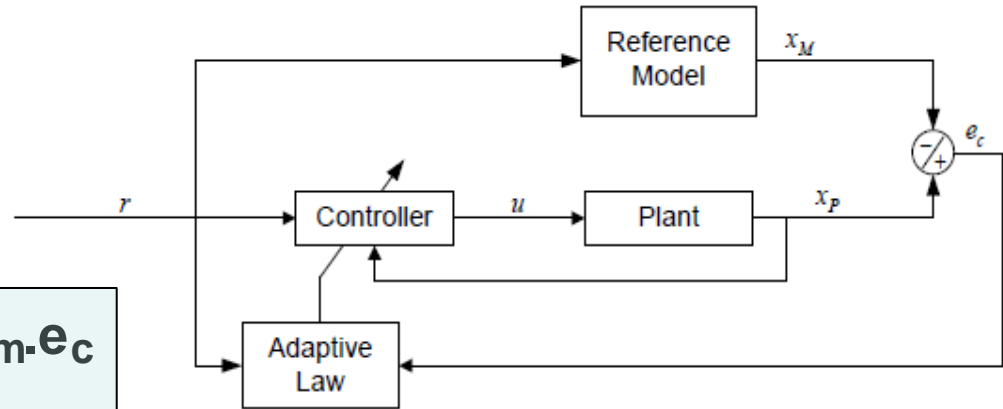 Reference
Model
x_M
e_c
−
+
r
Controller
u
Plant
x_P
m.e_c
Adaptive
Law